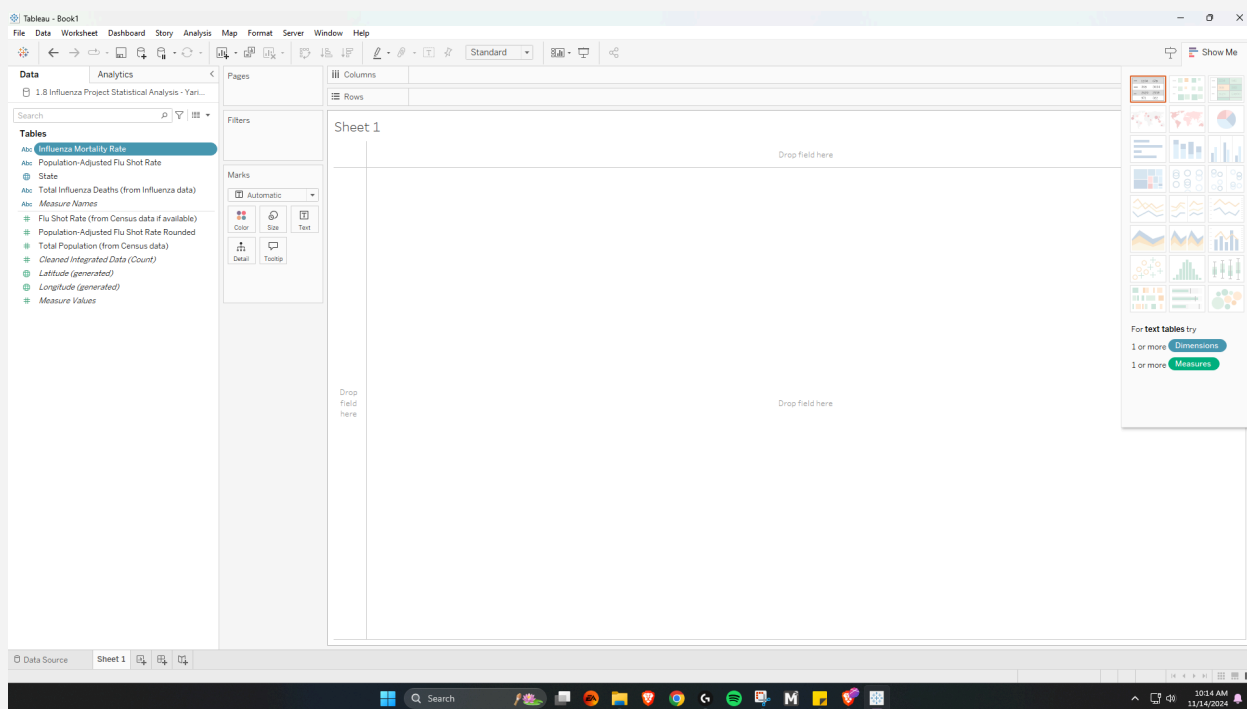 Tableau - Book1
File Data Worksheet Dashboard Story Analysis Map Format Server Window Help
Standard
Show Me
Data Analytics
1.8 Influenza Project Statistical Analysis - Yari...
Search
Tables
Abc Influenza Mortality Rate
Abc Population-Adjusted Flu Shot Rate
State
Abc Total Influenza Deaths (from Influenza data)
Abc Measure Names
# Flu Shot Rate (from Census data if available)
# Population-Adjusted Flu Shot Rate Rounded
# Total Population (from Census data)
# Cleaned Integrated Data (Count)
Latitude (generated)
Longitude (generated)
# Measure Values
Pages
Filters
Marks
Automatic
Color Size Text
Detail Tooltip
Columns
Rows
Sheet 1
Drop field here
Drop
field
here
Drop field here
For text tables try
1 or more Dimensions
1 or more Measures
Data Source Sheet 1
Search
10:14 AM
11/14/2024